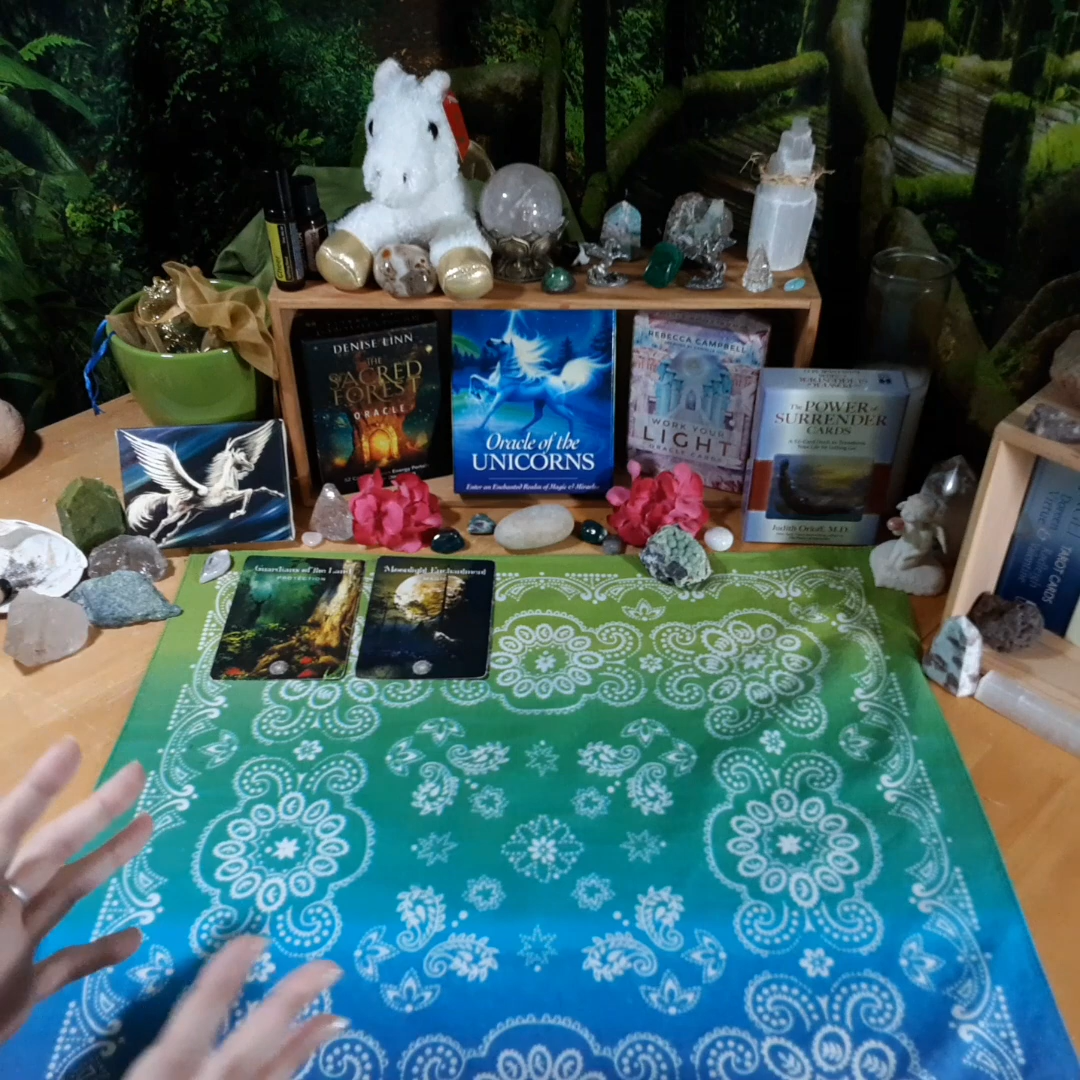 DENISE LINN
THE
SACRED
FOREST
ORACLE
Oracle of the
UNICORNS
Enter an Enchanted Realm of Magic & Miracles
REBECCA CAMPBELL
WORK YOUR
LIGHT
ORACLE CARDS
The POWER of
SURRENDER
CARDS
Judith Orloff, M.D.
Guardians of the Land
PROTECTION
Moonlight Enchantment
TAROT CARDS